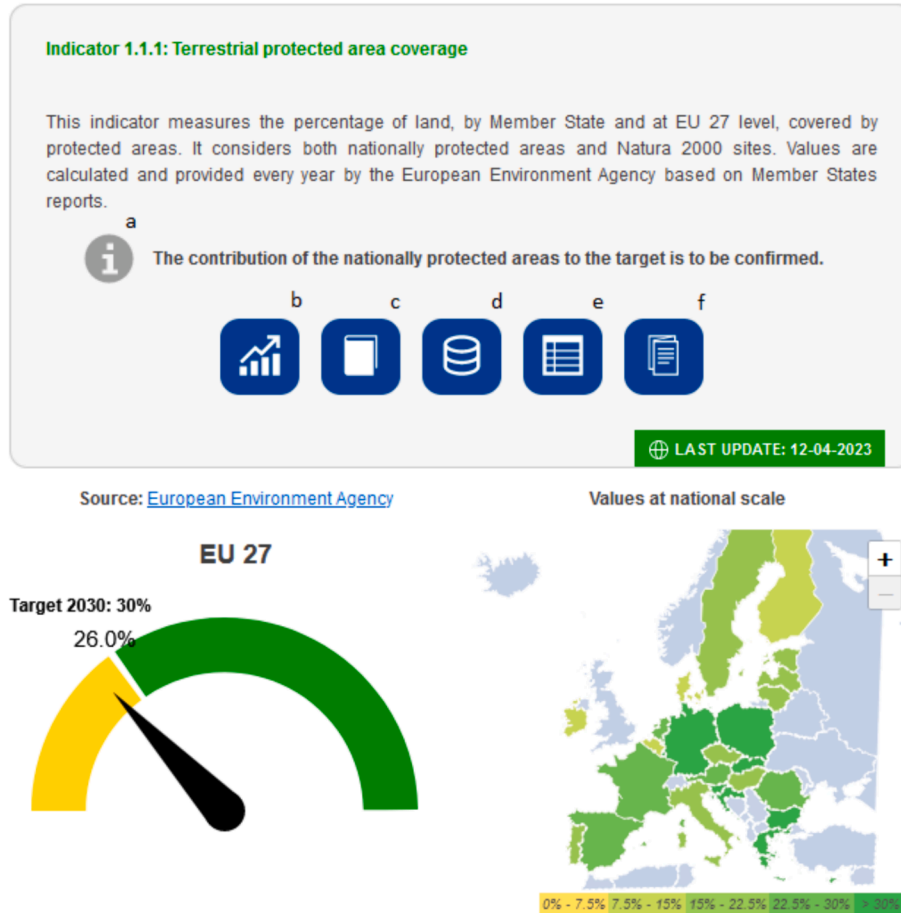 Indicator 1.1.1: Terrestrial protected area coverage
This indicator measures the percentage of land, by Member State and at EU 27 level, covered by
protected areas. It considers both nationally protected areas and Natura 2000 sites. Values are
calculated and provided every year by the European Environment Agency based on Member States
reports.
a
The contribution of the nationally protected areas to the target is to be confirmed.
b c d e f
LAST UPDATE: 12-04-2023
Source: European Environment Agency
Values at national scale
EU 27
+
−
Target 2030: 30%
26.0%
0% - 7.5% 7.5% - 15% 15% - 22.5% 22.5% - 30% > 30%